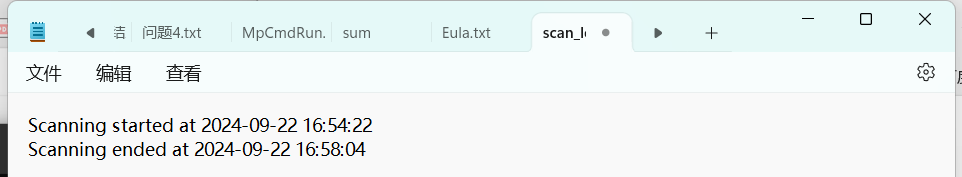 问题4.txt
MpCmdRun.
sum
Eula.txt
scan_l
文件
编辑
查看
Scanning started at 2024-09-22 16:54:22
Scanning ended at 2024-09-22 16:58:04